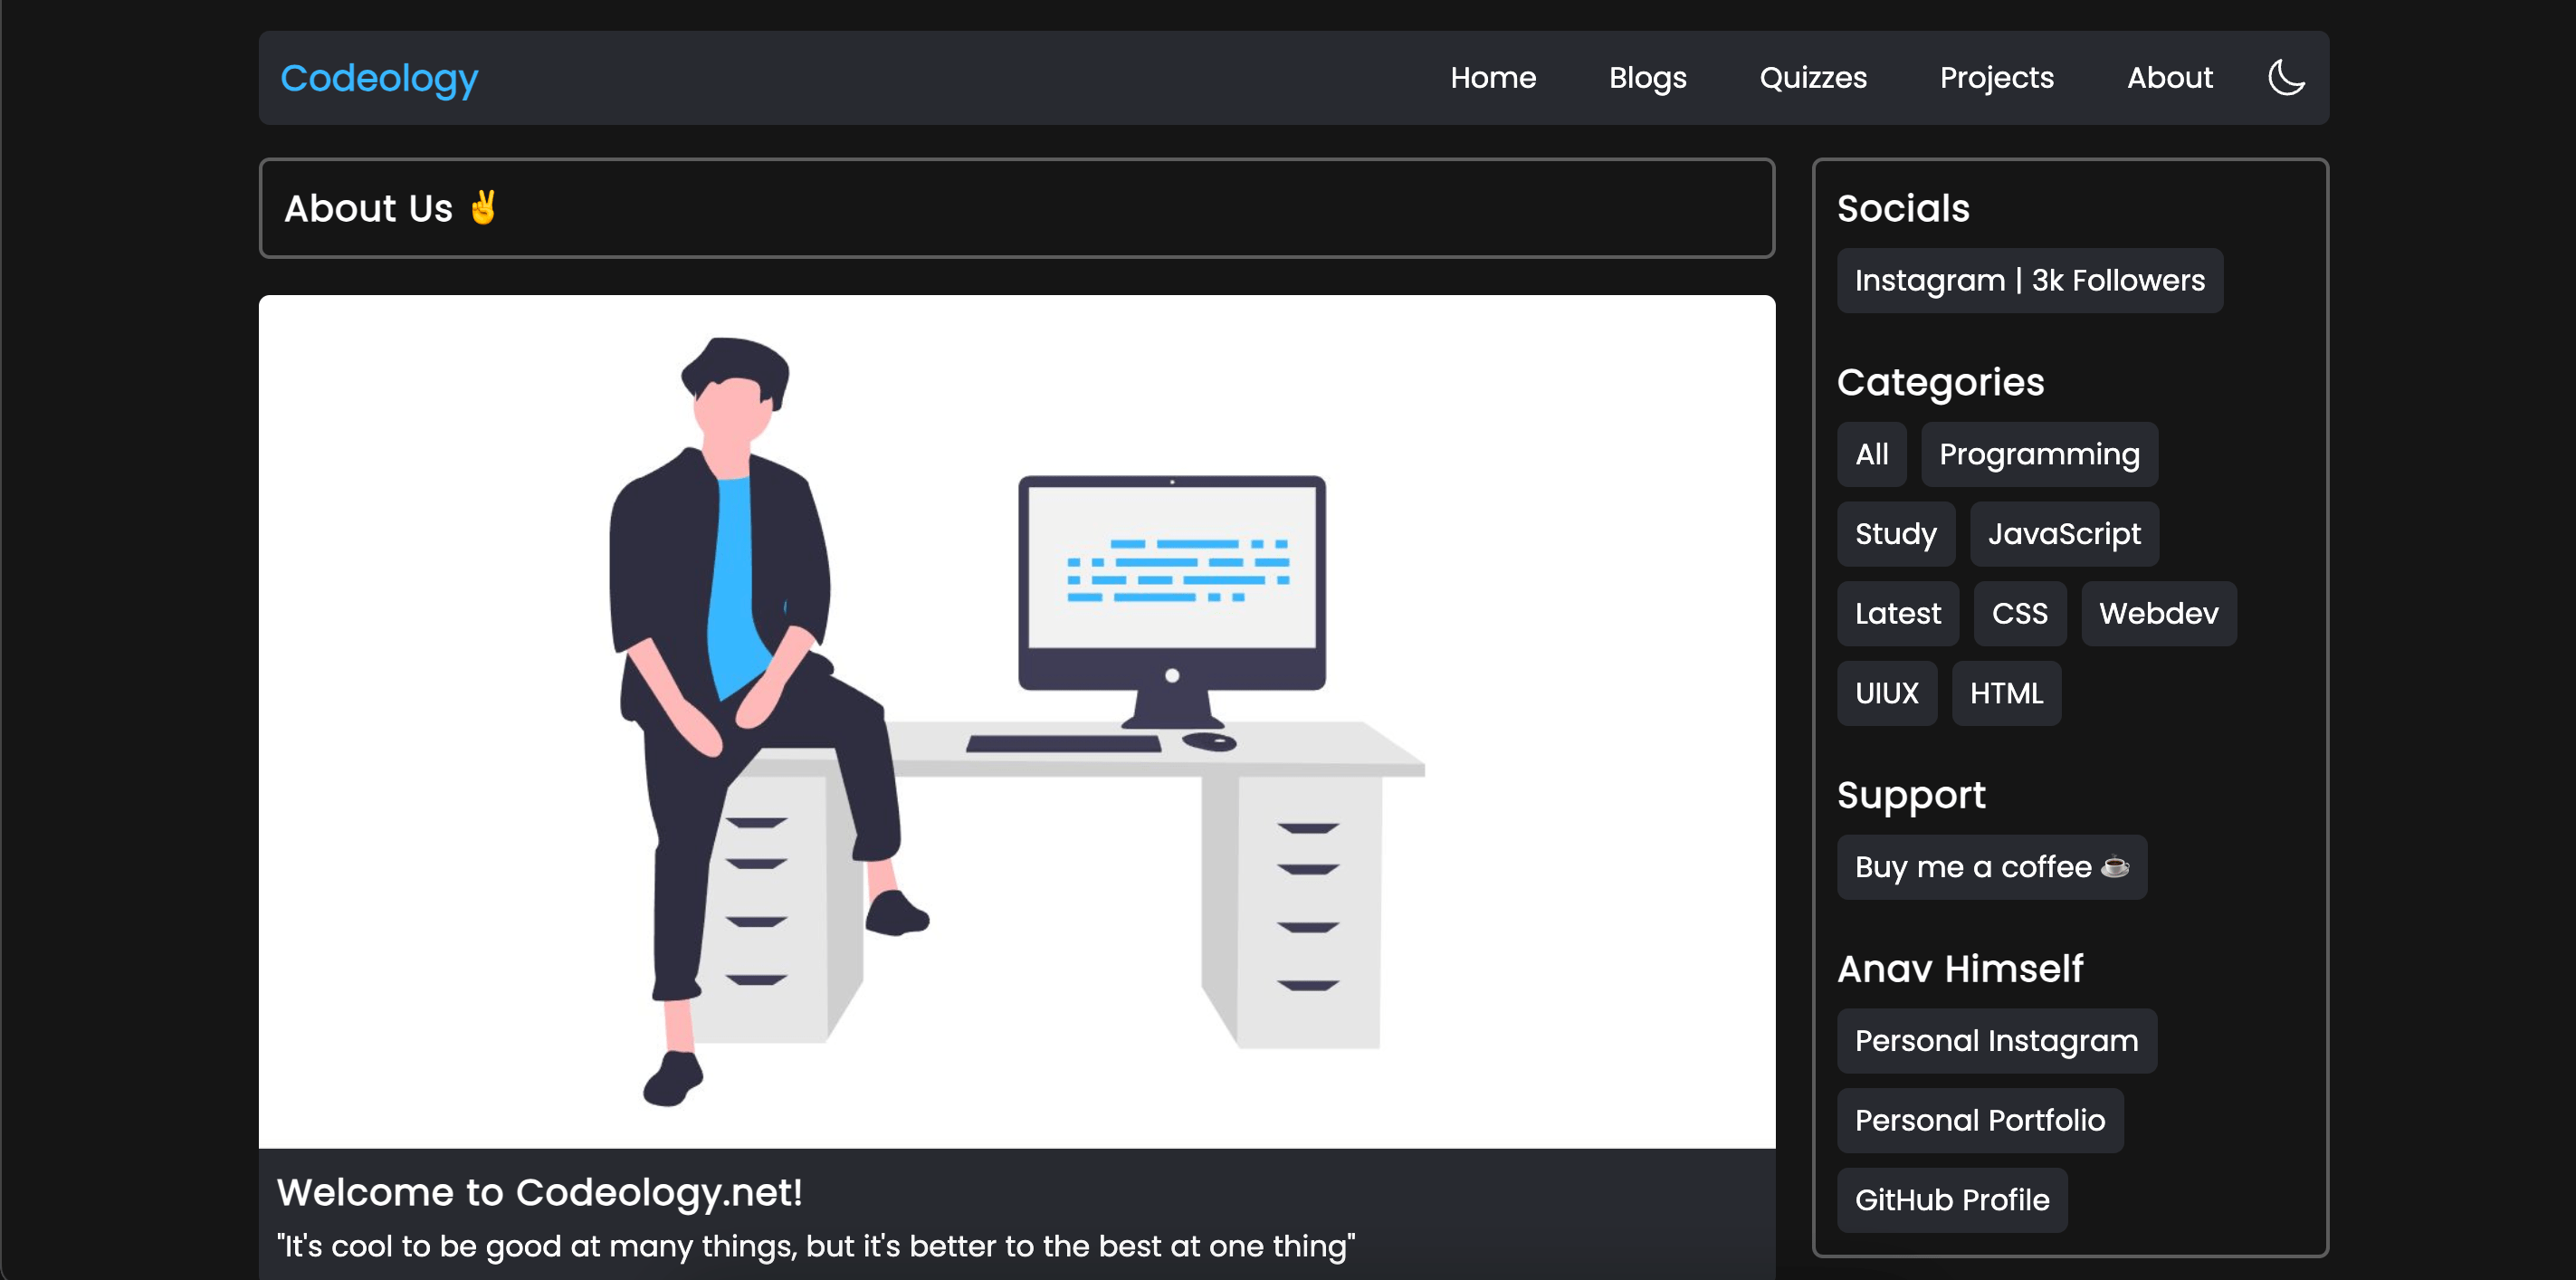 Codeology
Home Blogs Quizzes Projects About
About Us ✌️
Welcome to Codeology.net!
"It's cool to be good at many things, but it's better to the best at one thing"
Socials
Instagram | 3k Followers
Categories
All Programming
Study JavaScript
Latest CSS Webdev
UIUX HTML
Support
Buy me a coffee ☕
Anav Himself
Personal Instagram
Personal Portfolio
GitHub Profile